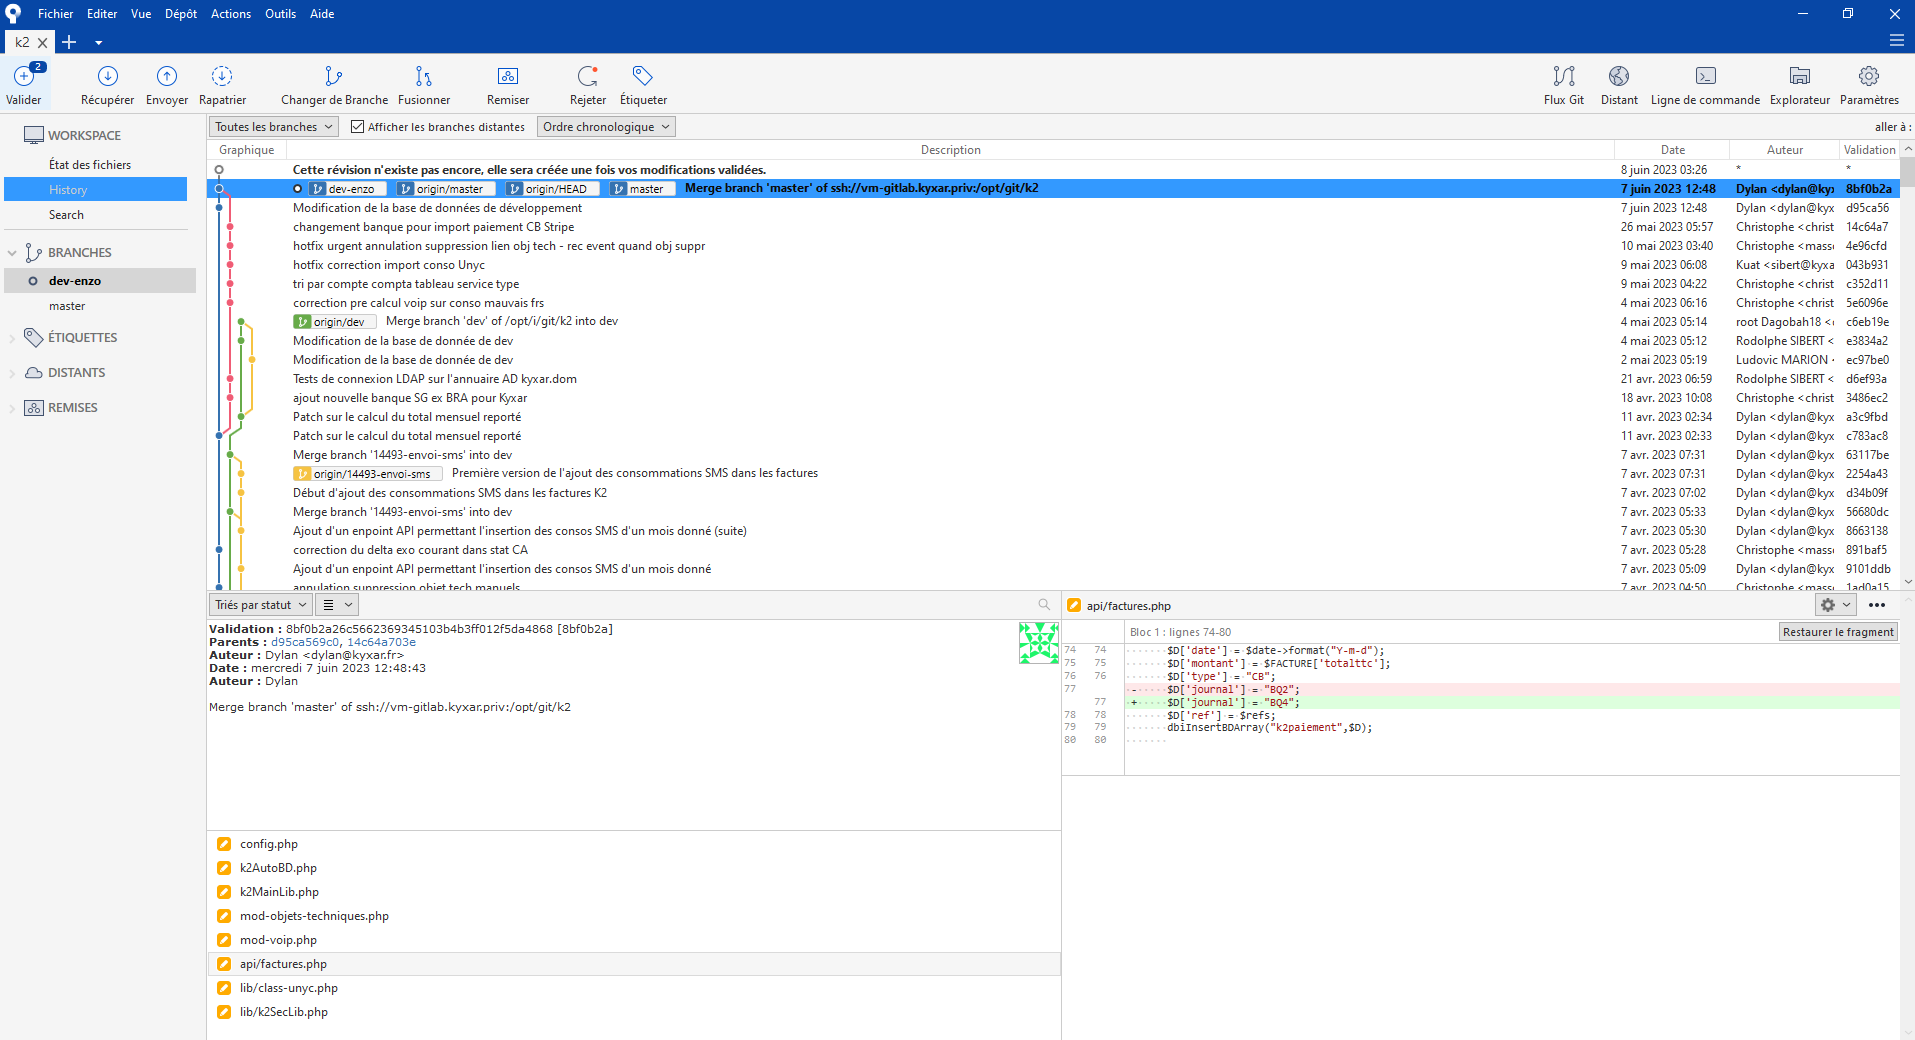 Fichier Editer Vue Dépôt Actions Outils Aide
k2
2
Valider Récupérer Envoyer Rapatrier Changer de Branche Fusionner Remiser Rejeter Étiqueter Flux Git Distant Ligne de commande Explorateur Paramètres
WORKSPACE
État des fichiers
History
Search
BRANCHES
dev-enzo
master
ÉTIQUETTES
DISTANTS
REMISES
Toutes les branches Afficher les branches distantes Ordre chronologique aller à :
Graphique Description Date Auteur Validation
Cette révision n'existe pas encore, elle sera créée une fois vos modifications validées. 8 juin 2023 03:26 * *
dev-enzo origin/master origin/HEAD master Merge branch 'master' of ssh://vm-gitlab.kyxar.priv:/opt/git/k2 7 juin 2023 12:48 Dylan <dylan@kyx 8bf0b2a
Modification de la base de données de développement 7 juin 2023 12:48 Dylan <dylan@kyx d95ca56
changement banque pour import paiement CB Stripe 26 mai 2023 05:57 Christophe <christ 14c64a7
hotfix urgent annulation suppression lien obj tech - rec event quand obj suppr 10 mai 2023 03:40 Christophe <mass 4e96cfd
hotfix correction import conso Unyc 9 mai 2023 06:08 Kuat <sibert@kyxa 043b931
tri par compte compta tableau service type 9 mai 2023 04:22 Christophe <christ c352d11
correction pre calcul voip sur conso mauvais frs 4 mai 2023 06:16 Christophe <christ 5e6096e
origin/dev Merge branch 'dev' of /opt/i/git/k2 into dev 4 mai 2023 05:14 root Dagobah18 < c6eb19e
Modification de la base de donnée de dev 4 mai 2023 05:12 Rodolphe SIBERT < e3834a2
Modification de la base de donnée de dev 2 mai 2023 05:19 Ludovic MARION < ec97be0
Tests de connexion LDAP sur l'annuaire AD kyxar.dom 21 avr. 2023 06:59 Rodolphe SIBERT < d6ef93a
ajout nouvelle banque SG ex BRA pour Kyxar 18 avr. 2023 10:08 Christophe <christ 3486ec2
Patch sur le calcul du total mensuel reporté 11 avr. 2023 02:34 Dylan <dylan@kyx a3c9fbd
Patch sur le calcul du total mensuel reporté 11 avr. 2023 02:33 Dylan <dylan@kyx c783ac8
Merge branch '14493-envoi-sms' into dev 7 avr. 2023 07:31 Dylan <dylan@kyx 63117be
origin/14493-envoi-sms Première version de l'ajout des consommations SMS dans les factures 7 avr. 2023 07:31 Dylan <dylan@kyx 2254a43
Début d'ajout des consommations SMS dans les factures K2 7 avr. 2023 07:02 Dylan <dylan@kyx d34b09f
Merge branch '14493-envoi-sms' into dev 7 avr. 2023 05:33 Dylan <dylan@kyx 56680dc
Ajout d'un enpoint API permettant l'insertion des consos SMS d'un mois donné (suite) 7 avr. 2023 05:30 Dylan <dylan@kyx 8663138
correction du delta exo courant dans stat CA 7 avr. 2023 05:28 Christophe <mass 891baf5
Ajout d'un enpoint API permettant l'insertion des consos SMS d'un mois donné 7 avr. 2023 05:09 Dylan <dylan@kyx 9101ddb
annulation suppression objet tech manuels 7 avr. 2023 04:50 Christophe <mass 1ad0a15
Triés par statut
Validation : 8bf0b2a26c5662369345103b4b3ff012f5da4868 [8bf0b2a]
Parents : d95ca569c0, 14c64a703e
Auteur : Dylan <dylan@kyxar.fr>
Date : mercredi 7 juin 2023 12:48:43
Auteur : Dylan
Merge branch 'master' of ssh://vm-gitlab.kyxar.priv:/opt/git/k2
config.php
k2AutoBD.php
k2MainLib.php
mod-objets-techniques.php
mod-voip.php
api/factures.php
lib/class-unyc.php
lib/k2SecLib.php
api/factures.php
Bloc 1 : lignes 74-80 Restaurer le fragment
74 74 $D['date'] = $date->format("Y-m-d");
75 75 $D['montant'] = $FACTURE['totalttc'];
76 76 $D['type'] = "CB";
77 - $D['journal'] = "BQ2";
77 + $D['journal'] = "BQ4";
78 78 $D['ref'] = $refs;
79 79 dbiInsertBDArray("k2paiement",$D);
80 80